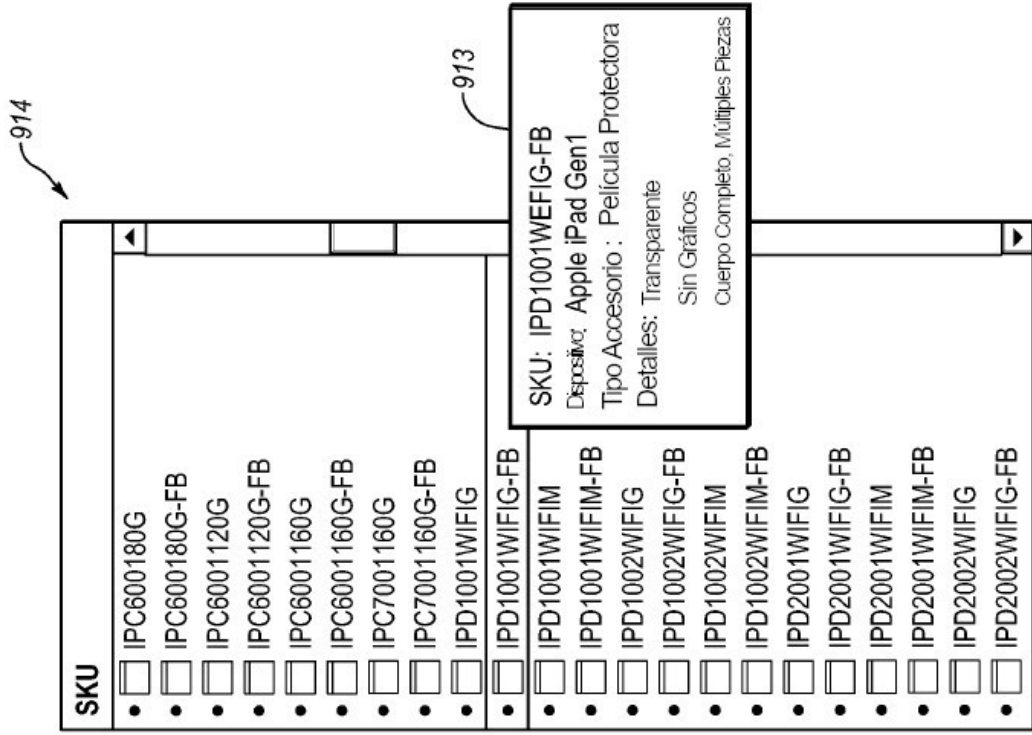 914
SKU
IPC6000180G
IPC6000180G-FB
IPC6001120G
IPC6001120G-FB
IPC6001160G
IPC6001160G-FB
IPC7001160G
IPC7001160G-FB
IPD1001WIFIG
IPD1001WIFIG-FB
IPD1001WIFIM
IPD1001WIFIM-FB
IPD1002WIFIG
IPD1002WIFIG-FB
IPD1002WIFIM
IPD1002WIFIM-FB
IPD2001WIFIG
IPD2001WIFIG-FB
IPD2001WIFIM
IPD2001WIFIM-FB
IPD2002WIFIG
IPD2002WIFIG-FB
913
SKU: IPD1001WEFIG-FB
Dispositivo: Apple iPad Gen1
Tipo Accesorio : Película Protectora
Detalles: Transparente
Sin Gráficos
Cuerpo Completo, Múltiples Piezas